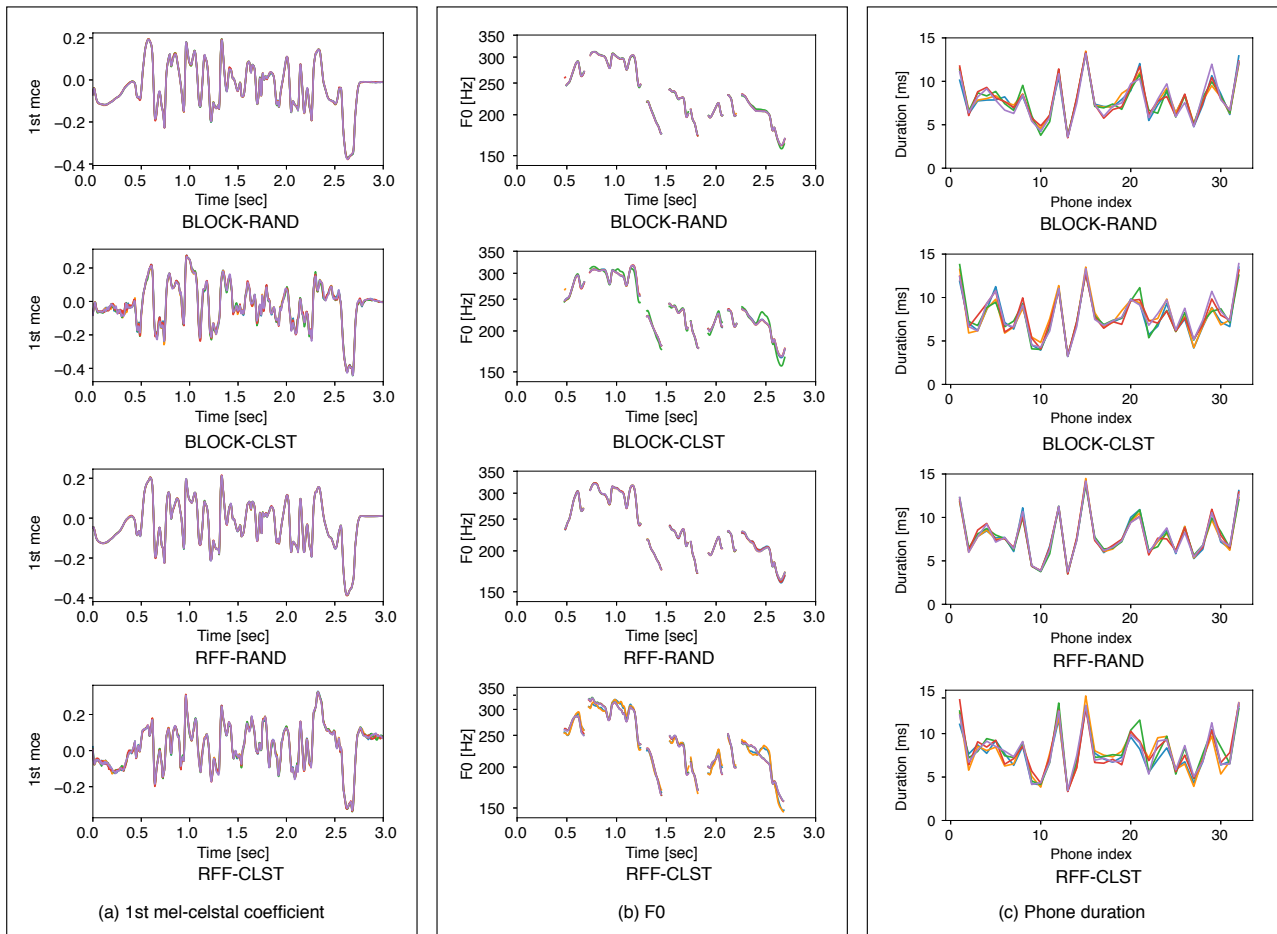 0.2
0.0
−0.2
−0.4
1st mce
0.0 0.5 1.0 1.5 2.0 2.5 3.0
Time [sec]
BLOCK-RAND
0.2
0.0
−0.2
−0.4
1st mce
0.0 0.5 1.0 1.5 2.0 2.5 3.0
Time [sec]
BLOCK-CLST
0.2
0.0
−0.2
−0.4
1st mce
0.0 0.5 1.0 1.5 2.0 2.5 3.0
Time [sec]
RFF-RAND
0.2
0.0
−0.2
1st mce
0.0 0.5 1.0 1.5 2.0 2.5 3.0
Time [sec]
RFF-CLST
(a) 1st mel-celstal coefficient
350
300
250
200
150
F0 [Hz]
0.0 0.5 1.0 1.5 2.0 2.5 3.0
Time [sec]
BLOCK-RAND
350
300
250
200
150
F0 [Hz]
0.0 0.5 1.0 1.5 2.0 2.5 3.0
Time [sec]
BLOCK-CLST
350
300
250
200
150
F0 [Hz]
0.0 0.5 1.0 1.5 2.0 2.5 3.0
Time [sec]
RFF-RAND
350
300
250
200
150
F0 [Hz]
0.0 0.5 1.0 1.5 2.0 2.5 3.0
Time [sec]
RFF-CLST
(b) F0
15
10
5
0
Duration [ms]
0 10 20 30
Phone index
BLOCK-RAND
15
10
5
0
Duration [ms]
0 10 20 30
Phone index
BLOCK-CLST
15
10
5
0
Duration [ms]
0 10 20 30
Phone index
RFF-RAND
15
10
5
0
Duration [ms]
0 10 20 30
Phone index
RFF-CLST
(c) Phone duration